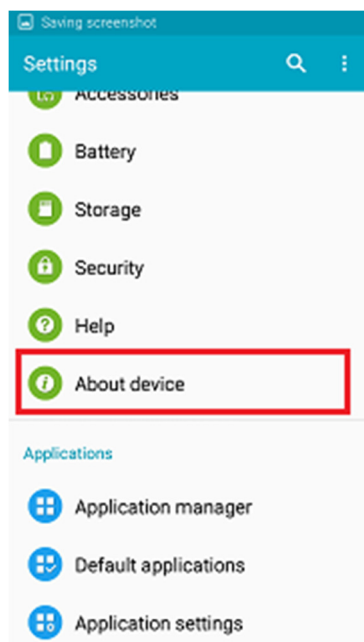 Saving screenshot
Settings
Accessories
Battery
Storage
Security
Help
About device
Applications
Application manager
Default applications
Application settings